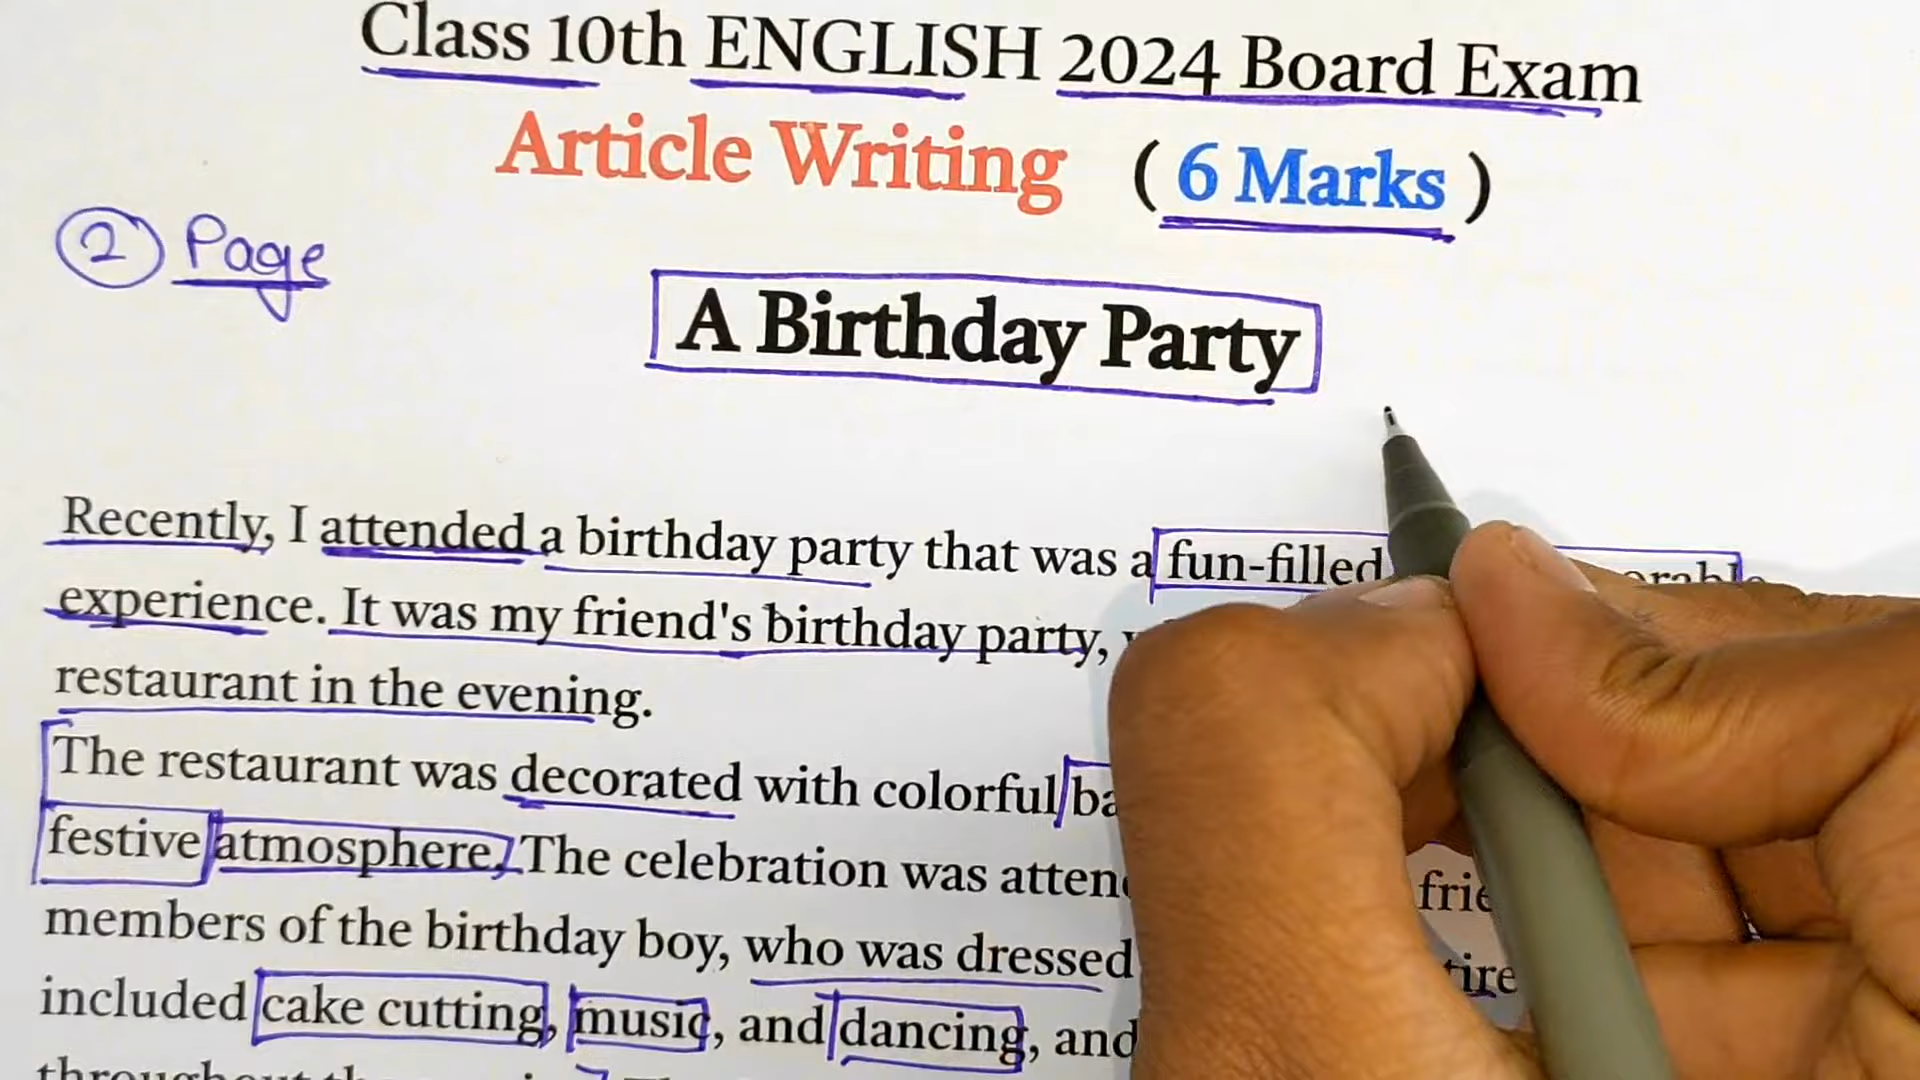 Class 10th ENGLISH 2024 Board Exam
Article Writing ( 6 Marks )
2 Page
A Birthday Party
Recently, I attended a birthday party that was a fun-filled
experience. It was my friend's birthday party,
restaurant in the evening.
The restaurant was decorated with colorful
festive atmosphere, The celebration was
members of the birthday boy, who was dressed
included cake cutting, music, and dancing, and